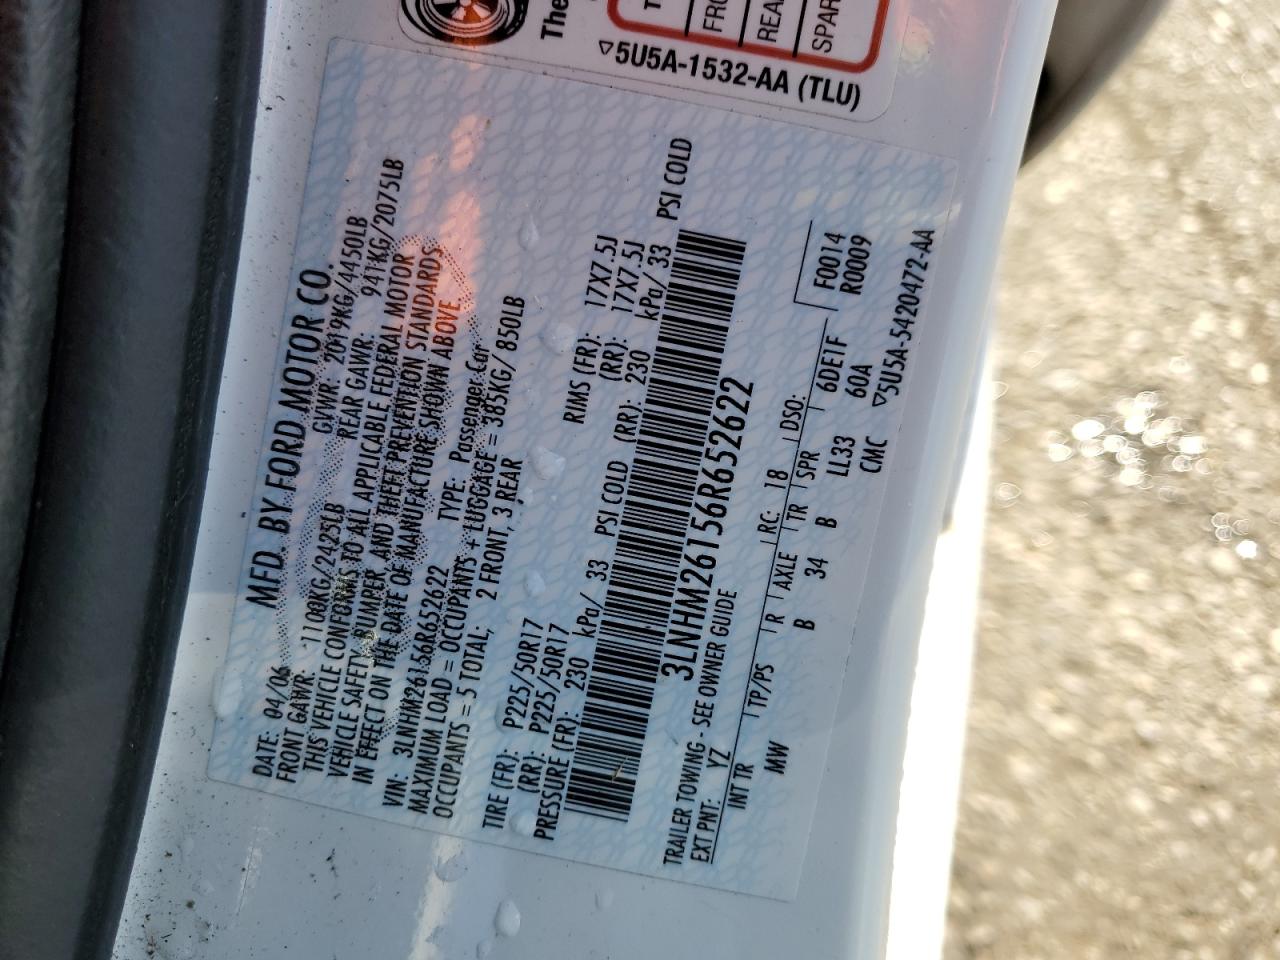 The
T
FRO
REA
SPAR
▽5U5A-1532-AA (TLU)
MFD. BY FORD MOTOR CO.
DATE: 04/06 GVWR: 2019KG/4450LB
FRONT GAWR: 1100KG/2425LB REAR GAWR: 941KG/2075LB
THIS VEHICLE CONFORMS TO ALL APPLICABLE FEDERAL MOTOR
VEHICLE SAFETY, BUMPER, AND THEFT PREVENTION STANDARDS
IN EFFECT ON THE DATE OF MANUFACTURE SHOWN ABOVE.
VIN: 3LNHM26156R652622 TYPE: Passenger Car
MAXIMUM LOAD = OCCUPANTS + LUGGAGE = 385KG/ 850LB
OCCUPANTS = 5 TOTAL; 2 FRONT, 3 REAR
TIRE (FR): P225/50R17 RIMS (FR): 17X7.5J
(RR): P225/50R17 (RR): 17X7.5J
PRESSURE (FR): 230 kPa/ 33 PSI COLD (RR): 230 kPa/ 33 PSI COLD
3LNHM26156R652622
TRAILER TOWING - SEE OWNER GUIDE
EXT PNT: YZ RC: 18 DSO: F0014
INT TR TP/PS R AXLE TR SPR 6DE1F R0009
MW B 34 B LL33 60A
CMC ▽5U5A-5420472-AA